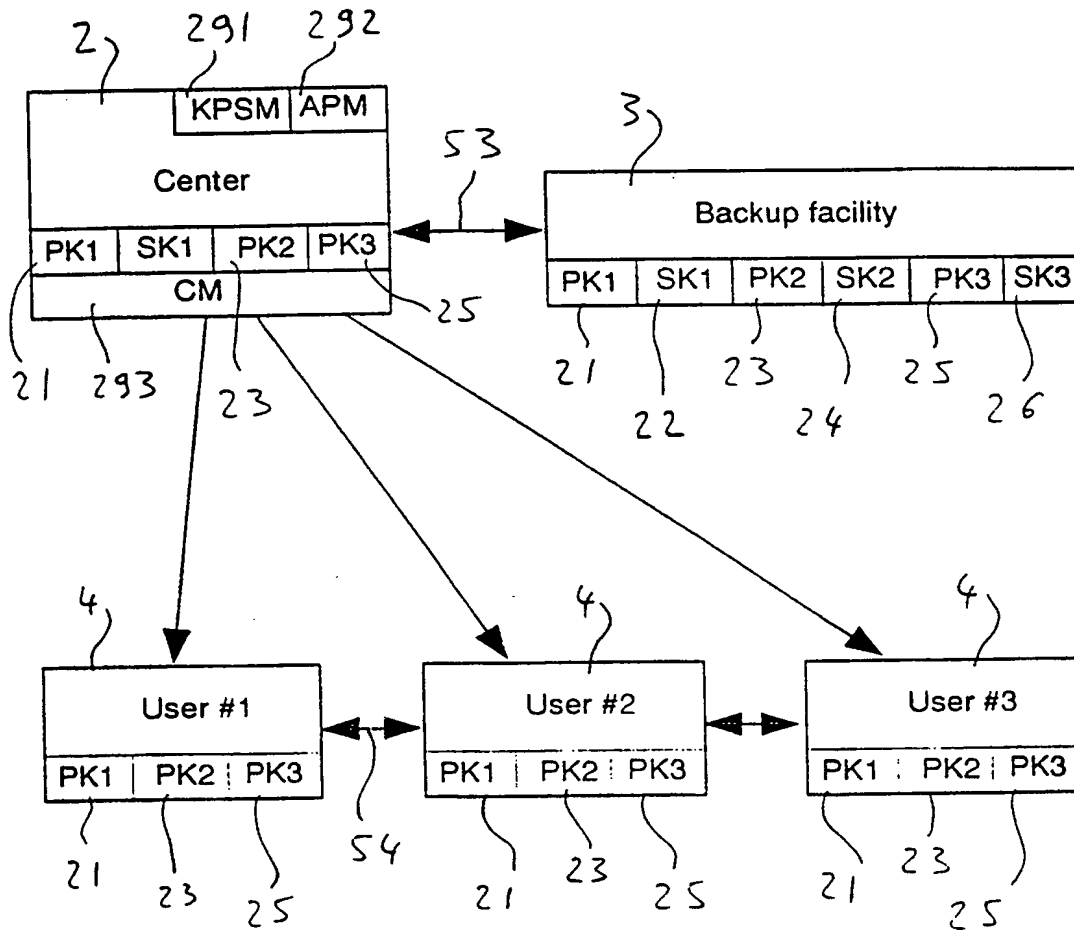 2 291 292
KPSM APM
3
53
Center
Backup facility
PK1 SK1 PK2 PK3
CM
PK1 SK1 PK2 SK2 PK3 SK3
21 293 23 25
21 22 23 24 25 26
4 4 4
User #1 User #2 User #3
PK1 PK2 PK3
PK1 PK2 PK3
PK1 PK2 PK3
21 23 25 54 21 23 25 21 23 25